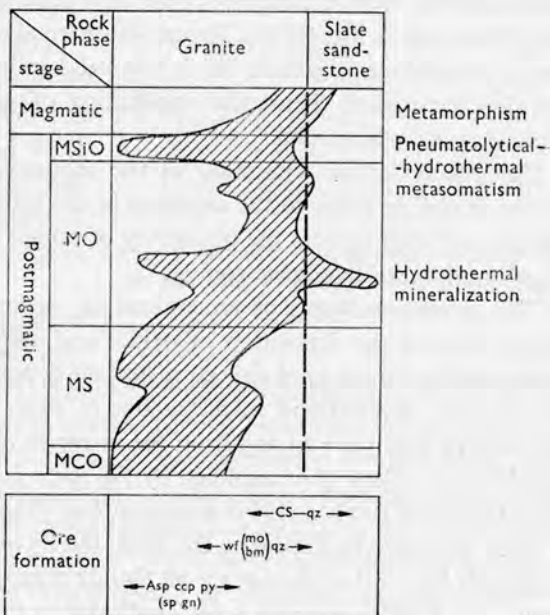 Rock
phase
stage
Granite
Slate
sand-
stone
Magmatic
Metamorphism
Postmagmatic
MSiO
Pneumatolytical-
-hydrothermal
metasomatism
MO
Hydrothermal
mineralization
MS
MCO
Ore
formation
CS—qz
wf(mo bm)qz
Asp ccp py
(sp gn)